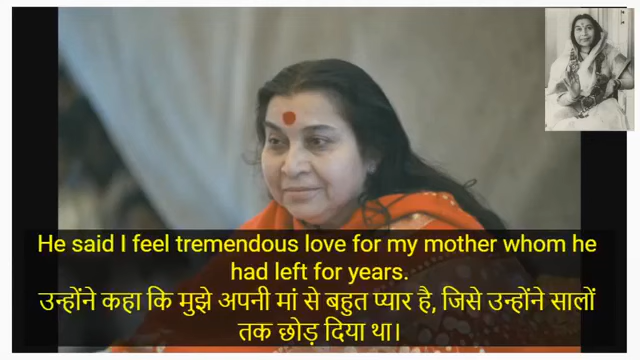 He said I feel tremendous love for my mother whom he
had left for years.
उन्होंने कहा कि मुझे अपनी मां से बहुत प्यार है, जिसे उन्होंने सालों
तक छोड़ दिया था।